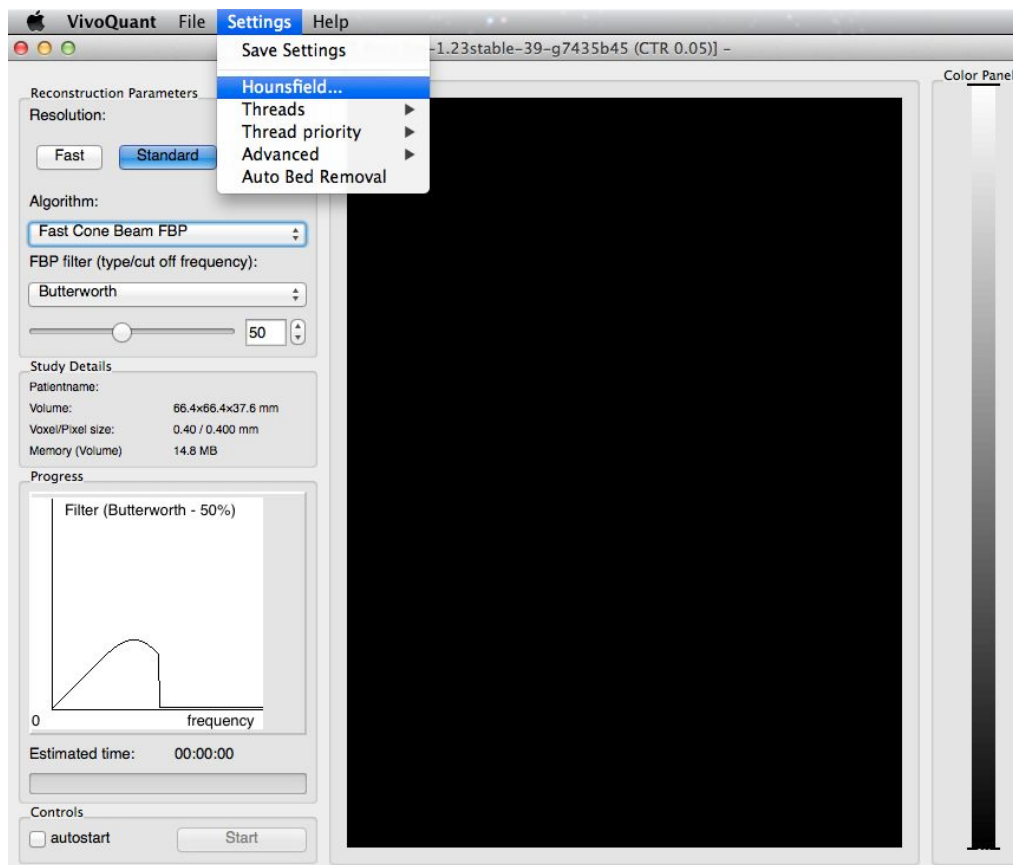 VivoQuant File Settings Help
-1.23stable-39-g7435b45 (CTR 0.05)] -
Save Settings
Hounsfield...
Threads
Thread priority
Advanced
Auto Bed Removal
Reconstruction Parameters
Resolution:
Fast Standard
Algorithm:
Fast Cone Beam FBP
FBP filter (type/cut off frequency):
Butterworth
50
Study Details
Patientname:
Volume: 66.4x66.4x37.6 mm
Voxel/Pixel size: 0.40 / 0.400 mm
Memory (Volume) 14.8 MB
Progress
Filter (Butterworth - 50%)
0 frequency
Estimated time: 00:00:00
Controls
autostart Start
Color Panel